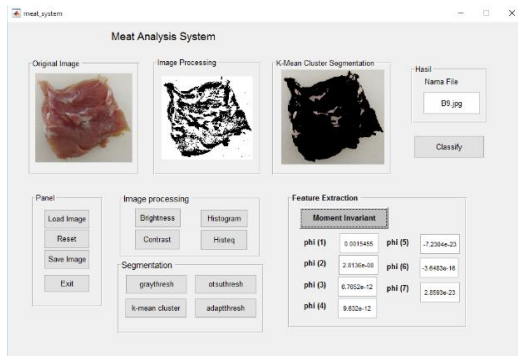 meat_system
Meat Analysis System
Original Image
Image Processing
K-Mean Cluster Segmentation
Hasil
Nama File
B9.jpg
Classify
Panel
Load Image
Reset
Save Image
Exit
Image processing
Brightness
Histogram
Contrast
Histeq
Segmentation
graythresh
otsuthresh
k-mean cluster
adaptthresh
Feature Extraction
Moment Invariant
phi (1) 0.0015455 phi (5) -7.2304e-23
phi (2) 2.8136e-08 phi (6) -3.6483e-16
phi (3) 6.7652e-12 phi (7) 2.8593e-23
phi (4) 9.632e-12